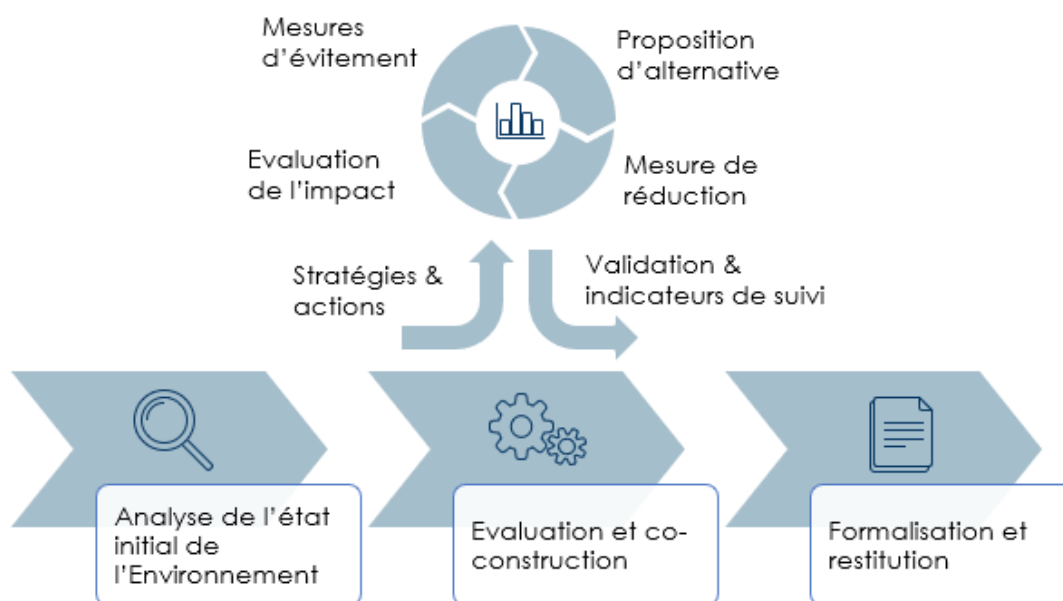 Mesures
d’évitement
Proposition
d’alternative
Evaluation
de l’impact
Mesure de
réduction
Stratégies &
actions
Validation &
indicateurs de suivi
Analyse de l’état
initial de
l’Environnement
Evaluation et co-
construction
Formalisation et
restitution